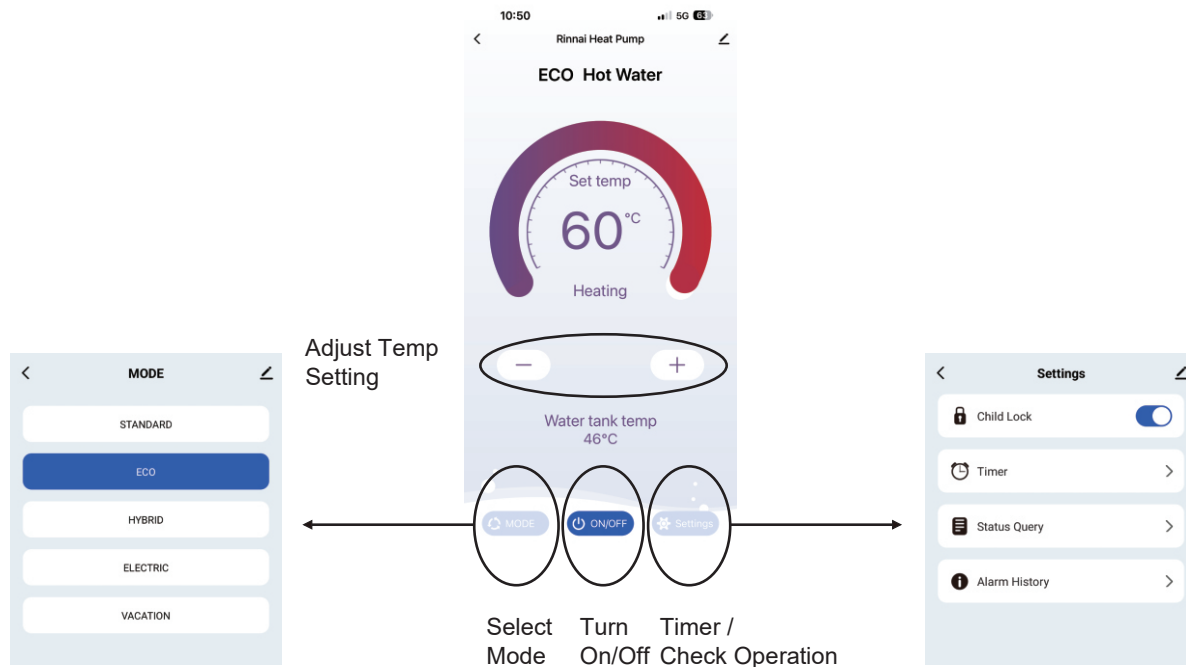 10:50
5G 63
Rinnai Heat Pump
ECO Hot Water
Set temp
60°C
Heating
Adjust Temp
Setting
− +
Water tank temp
46°C
MODE
ON/OFF
Settings
Select
Mode
Turn
On/Off
Timer /
Check Operation
MODE
STANDARD
ECO
HYBRID
ELECTRIC
VACATION
Settings
Child Lock
Timer
Status Query
Alarm History